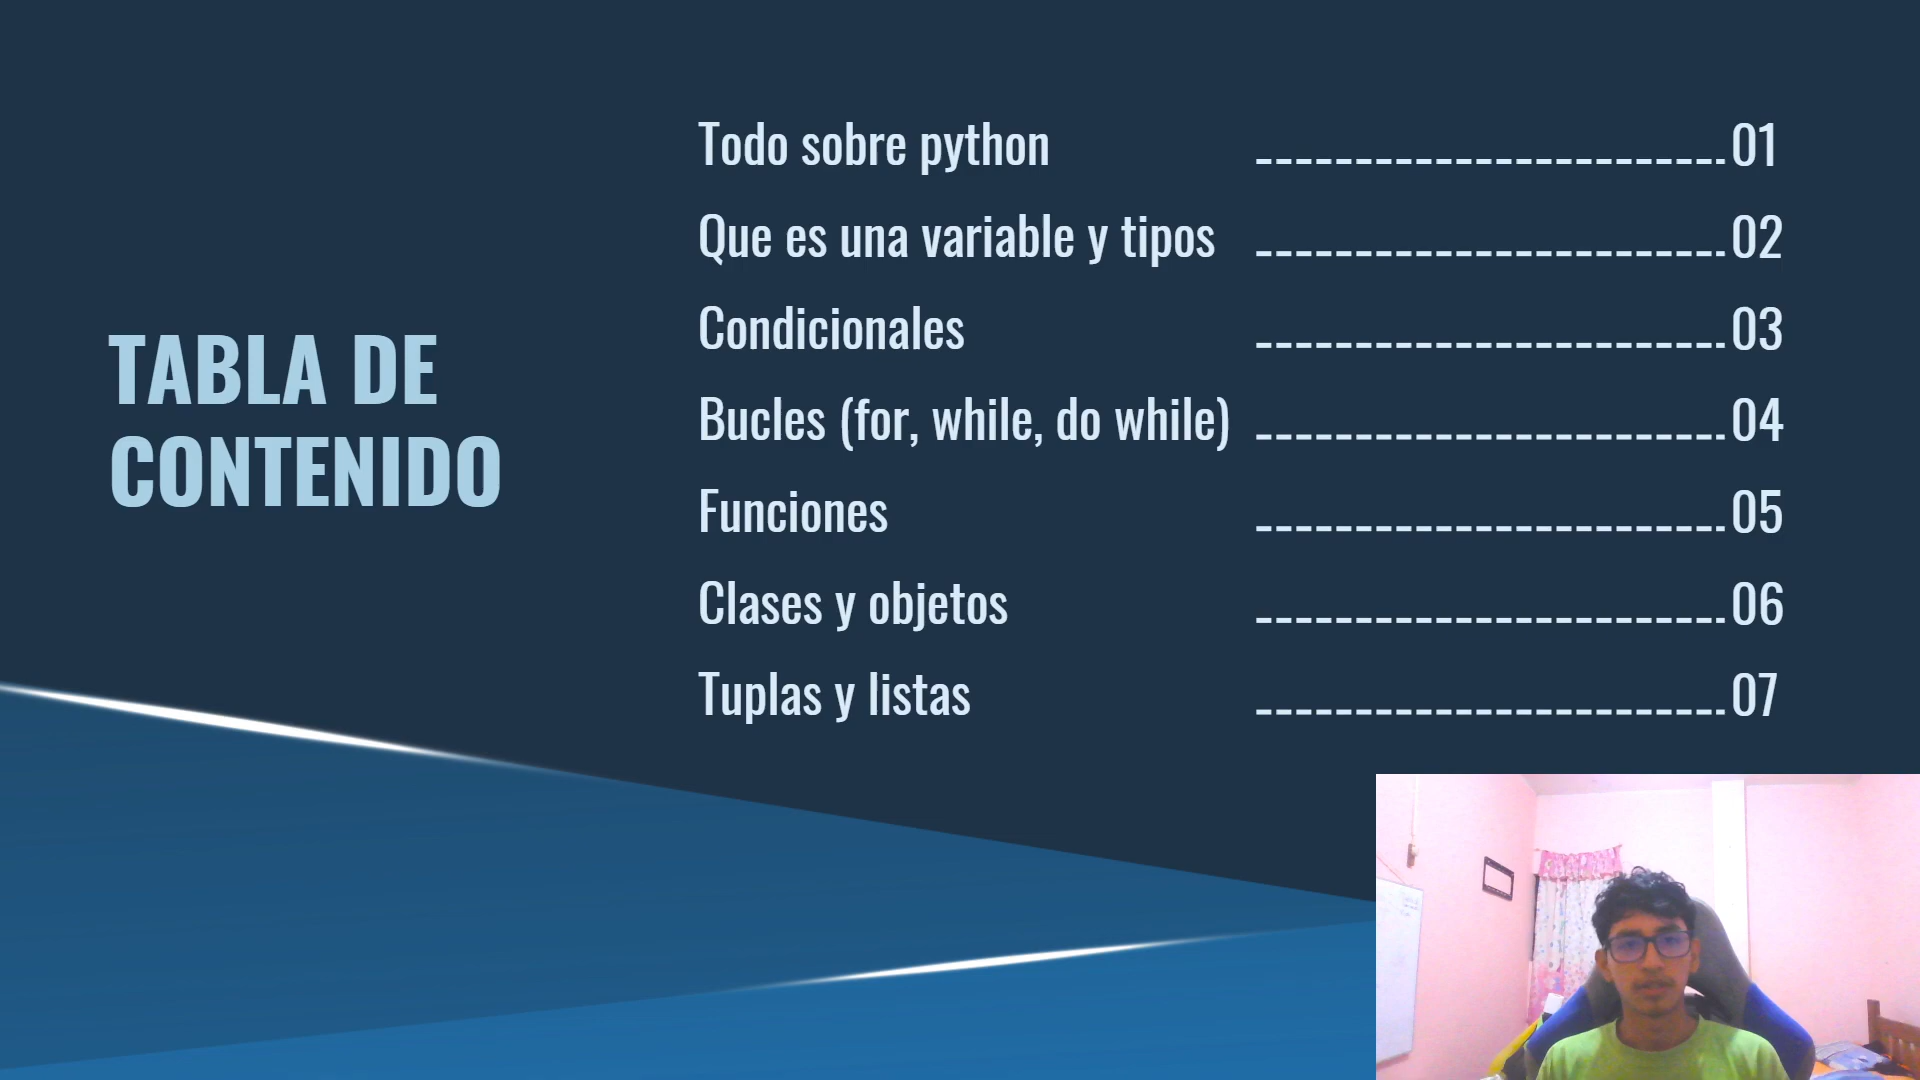 TABLA DE
CONTENIDO
Todo sobre python -----------------------.01
Que es una variable y tipos -----------------------.02
Condicionales -----------------------.03
Bucles (for, while, do while) -----------------------.04
Funciones -----------------------.05
Clases y objetos -----------------------.06
Tuplas y listas -----------------------.07